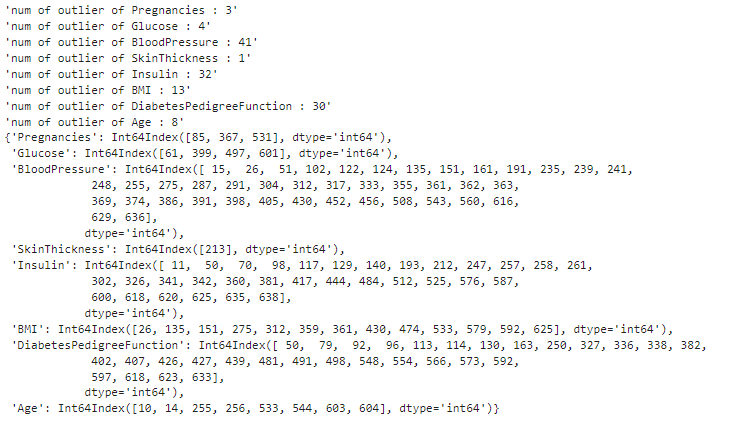 'num of outlier of Pregnancies : 3'
'num of outlier of Glucose : 4'
'num of outlier of BloodPressure : 41'
'num of outlier of SkinThickness : 1'
'num of outlier of Insulin : 32'
'num of outlier of BMI : 13'
'num of outlier of DiabetesPedigreeFunction : 30'
'num of outlier of Age : 8'
{'Pregnancies': Int64Index([85, 367, 531], dtype='int64'),
'Glucose': Int64Index([61, 399, 497, 601], dtype='int64'),
'BloodPressure': Int64Index([ 15, 26, 51, 102, 122, 124, 135, 151, 161, 191, 235, 239, 241,
248, 255, 275, 287, 291, 304, 312, 317, 333, 355, 361, 362, 363,
369, 374, 386, 391, 398, 405, 430, 452, 456, 508, 543, 560, 616,
629, 636],
dtype='int64'),
'SkinThickness': Int64Index([213], dtype='int64'),
'Insulin': Int64Index([ 11, 50, 70, 98, 117, 129, 140, 193, 212, 247, 257, 258, 261,
302, 326, 341, 342, 360, 381, 417, 444, 484, 512, 525, 576, 587,
600, 618, 620, 625, 635, 638],
dtype='int64'),
'BMI': Int64Index([26, 135, 151, 275, 312, 359, 361, 430, 474, 533, 579, 592, 625], dtype='int64'),
'DiabetesPedigreeFunction': Int64Index([ 50, 79, 92, 96, 113, 114, 130, 163, 250, 327, 336, 338, 382,
402, 407, 426, 427, 439, 481, 491, 498, 548, 554, 566, 573, 592,
597, 618, 623, 633],
dtype='int64'),
'Age': Int64Index([10, 14, 255, 256, 533, 544, 603, 604], dtype='int64')}